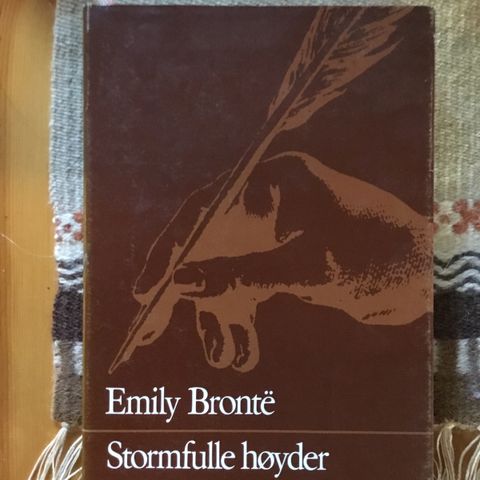 Emily Brontë
Stormfulle høyder